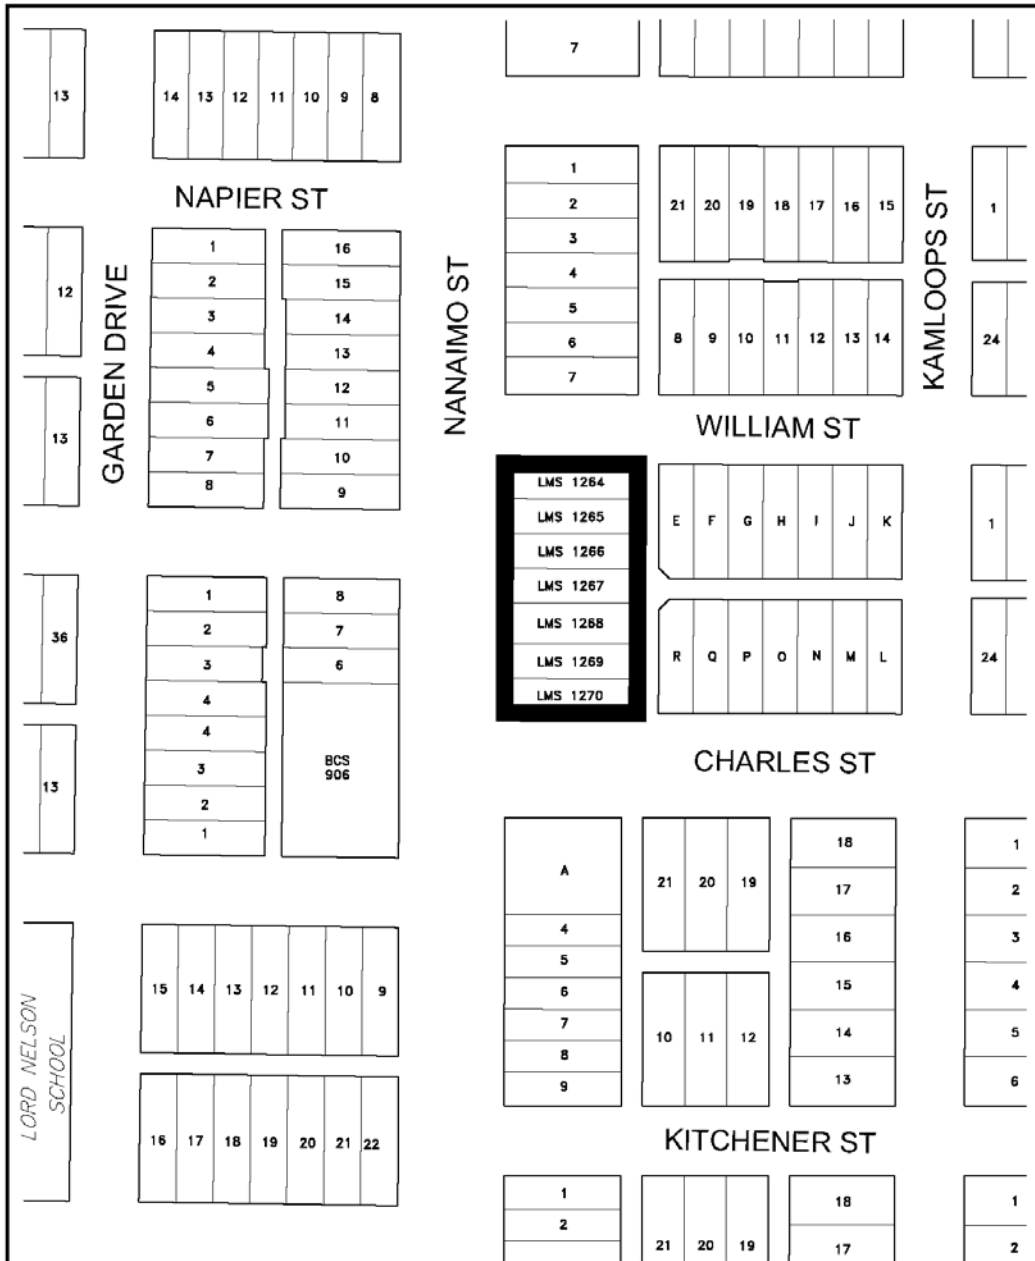 7
13
14 13 12 11 10 9 8
NAPIER ST
1
2
3
4
5
6
7
21 20 19 18 17 16 15
KAMLOOPS ST
1
12
GARDEN DRIVE
1
2
3
4
5
6
7
8
16
15
14
13
12
11
10
9
NANAIMO ST
8 9 10 11 12 13 14
24
13
WILLIAM ST
LMS 1264
LMS 1265
LMS 1266
LMS 1267
LMS 1268
LMS 1269
LMS 1270
E F G H I J K
1
R Q P O N M L
24
36
1
2
3
4
4
3
2
1
8
7
6
BCS
906
13
CHARLES ST
A
4
5
6
7
8
9
21 20 19
10 11 12
18
17
16
15
14
13
1
2
3
4
5
6
LORD NELSON
SCHOOL
15 14 13 12 11 10 9
16 17 18 19 20 21 22
KITCHENER ST
1
2
21 20 19
18
17
1
2